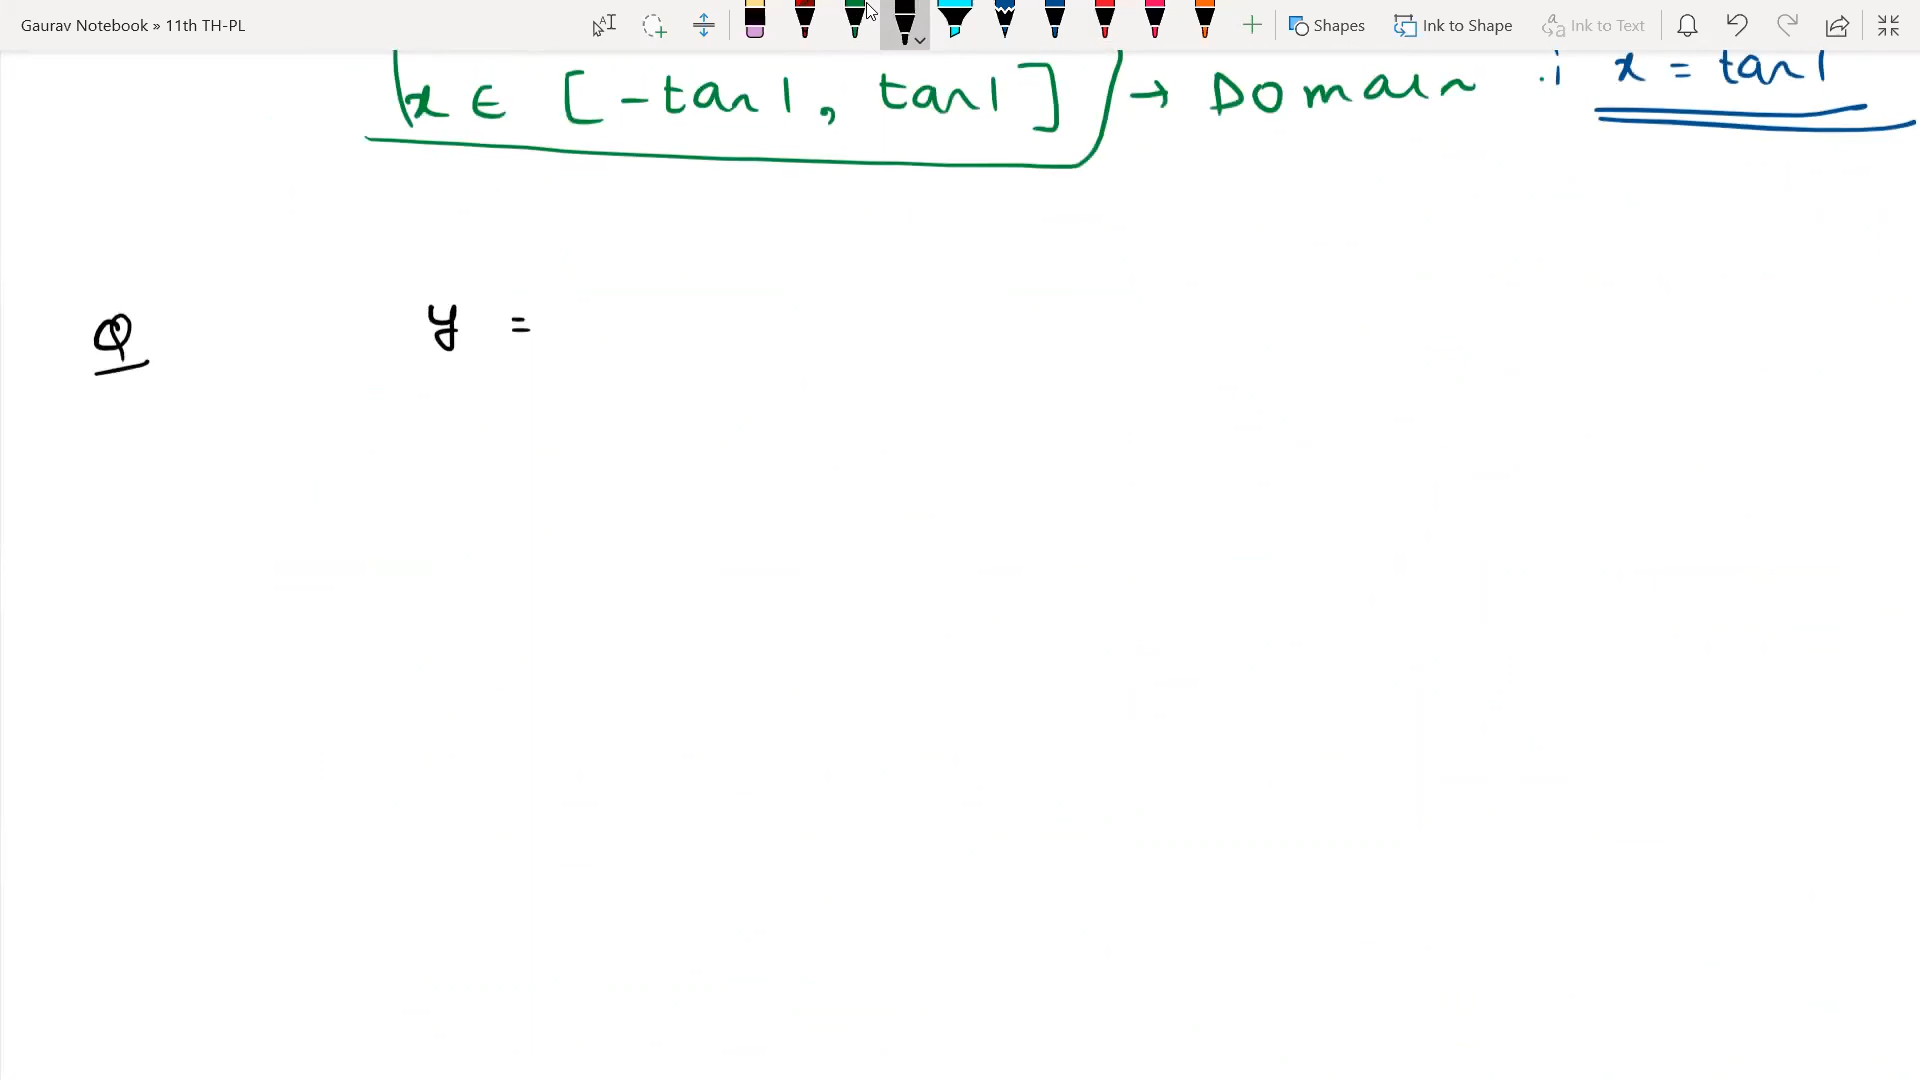 Gaurav Notebook » 11th TH-PL Shapes Ink to Shape Ink to Text
x ∈ [-tan1, tan1] → Domain ∴ x = tan1
Q y =